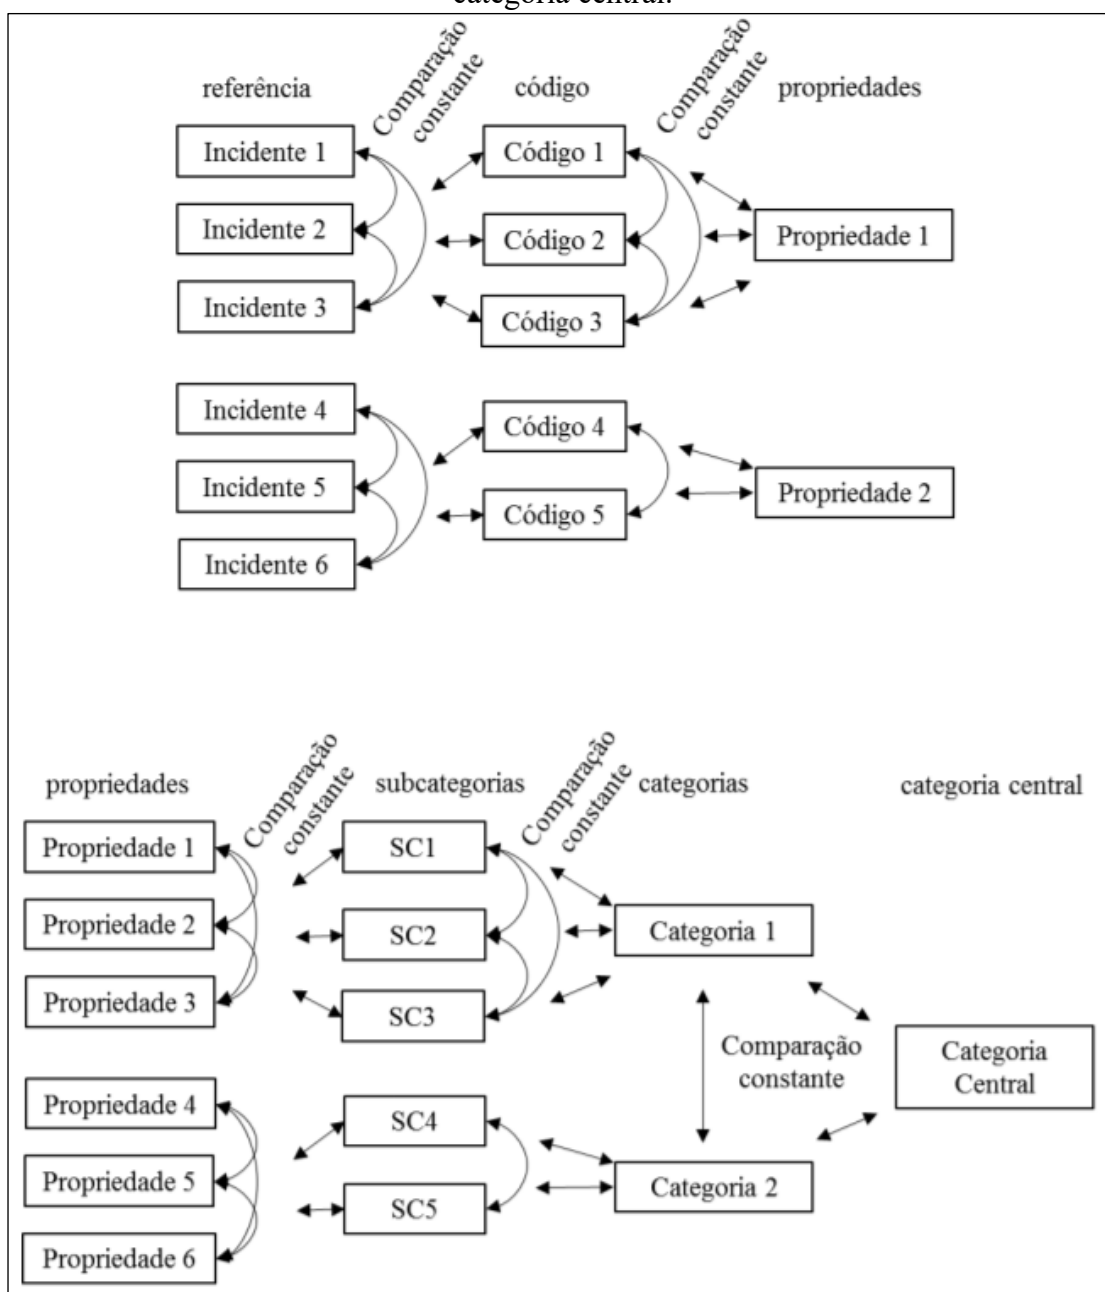 categoria central.
referência
Comparação
constante
código
Comparação
constante
propriedades
Incidente 1
Código 1
Incidente 2
Código 2
Propriedade 1
Incidente 3
Código 3
Incidente 4
Código 4
Incidente 5
Código 5
Propriedade 2
Incidente 6
propriedades
Comparação
constante
subcategorias
Comparação
constante
categorias
categoria central
Propriedade 1
SC1
Propriedade 2
SC2
Categoria 1
Propriedade 3
SC3
Comparação
constante
Categoria
Central
Propriedade 4
SC4
Propriedade 5
SC5
Categoria 2
Propriedade 6